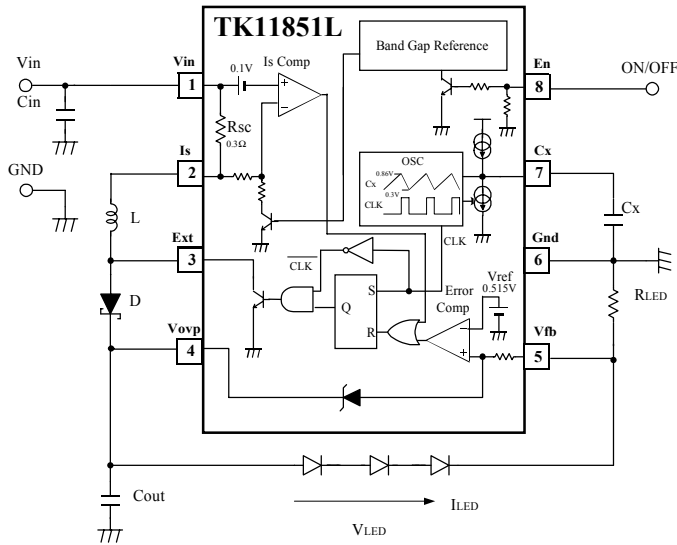 TK11851L
Band Gap Reference
Vin
Vin
1
0.1V
Is Comp
En
8
ON/OFF
Cin
+
−
Rsc
0.3Ω
OSC
Cx
7
GND
Is
2
0.86V
Cx
0.3V
CLK
Cx
L
CLK
Ext
3
CLK
Gnd
6
Vref
0.515V
Error
Comp
RLED
D
Q
S
R
−
+
Vovp
4
Vfb
5
Cout
ILED
VLED